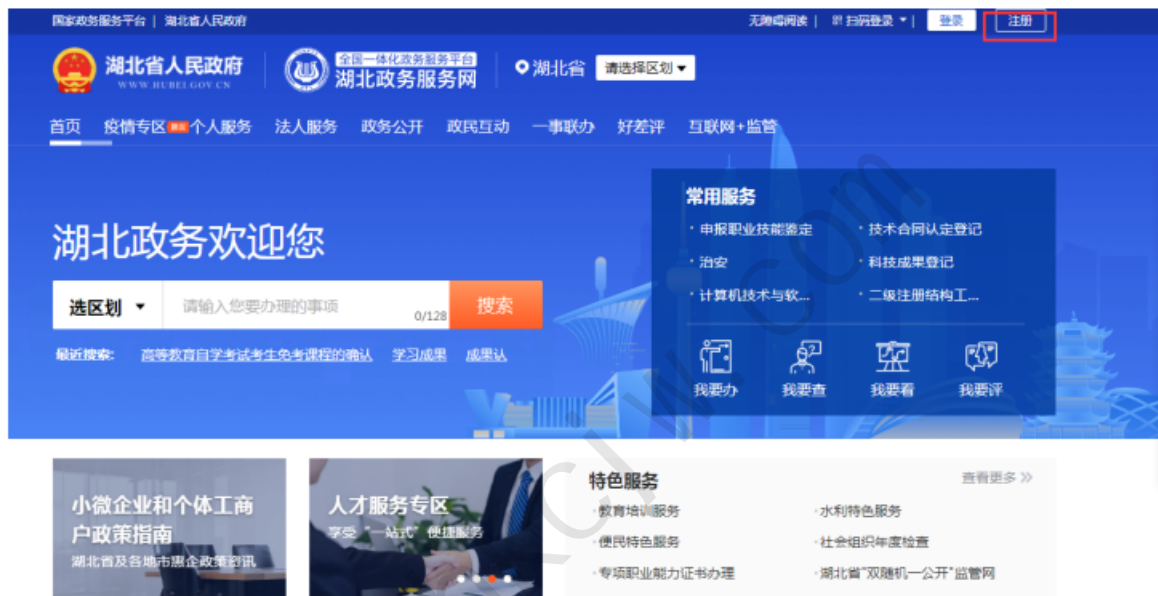 国家政务服务平台 | 湖北省人民政府
无障碍阅读 | 扫码登录 | 登录 注册
湖北省人民政府
WWW.HUBEI.GOV.CN
全国一体化政务服务平台
湖北政务服务网
湖北省 请选择区划
首页 疫情专区 个人服务 法人服务 政务公开 政民互动 一事联办 好差评 互联网+监管
湖北政务欢迎您
选区划 请输入您要办理的事项 0/128 搜索
最近搜索: 高等教育自学考试考生免考课程的确认 学习成果 成果认
常用服务
申报职业技能鉴定 技术合同认定登记
治安 科技成果登记
计算机技术与软... 二级注册结构工...
我要办 我要查 我要看 我要评
小微企业和个体工商
户政策指南
湖北省及各地市惠企政策资讯
人才服务专区
享受“一站式”便捷服务
特色服务 查看更多
教育培训服务 水利特色服务
便民特色服务 社会组织年度检查
专项职业能力证书办理 湖北省“双随机一公开”监管网